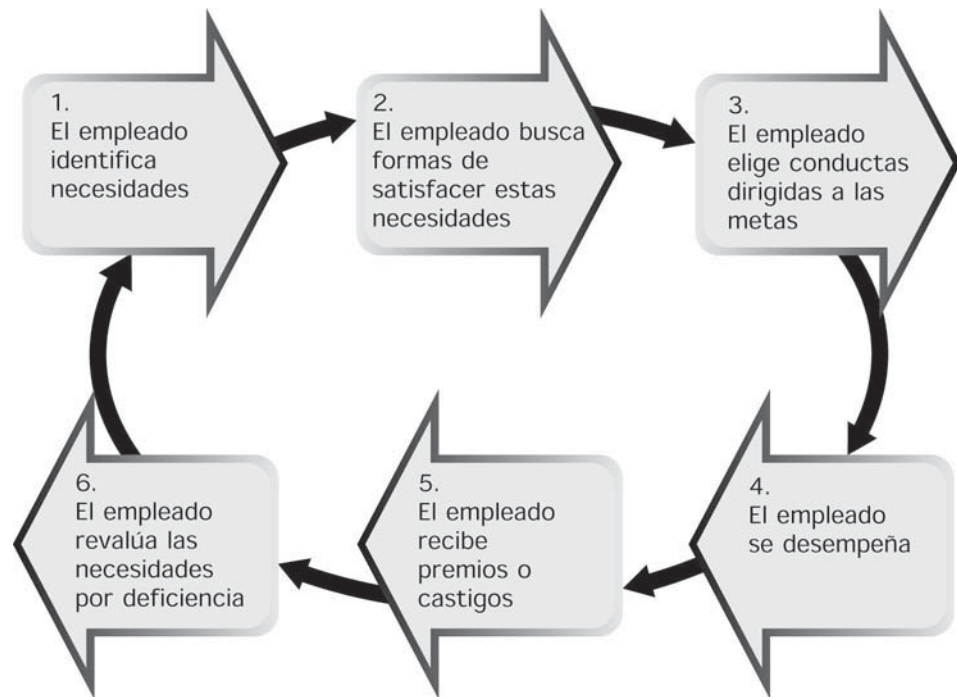 1.
El empleado
identifica
necesidades
2.
El empleado busca
formas de
satisfacer estas
necesidades
3.
El empleado
elige conductas
dirigidas a las
metas
4.
El empleado
se desempeña
5.
El empleado
recibe
premios o
castigos
6.
El empleado
revalúa las
necesidades
por deficiencia